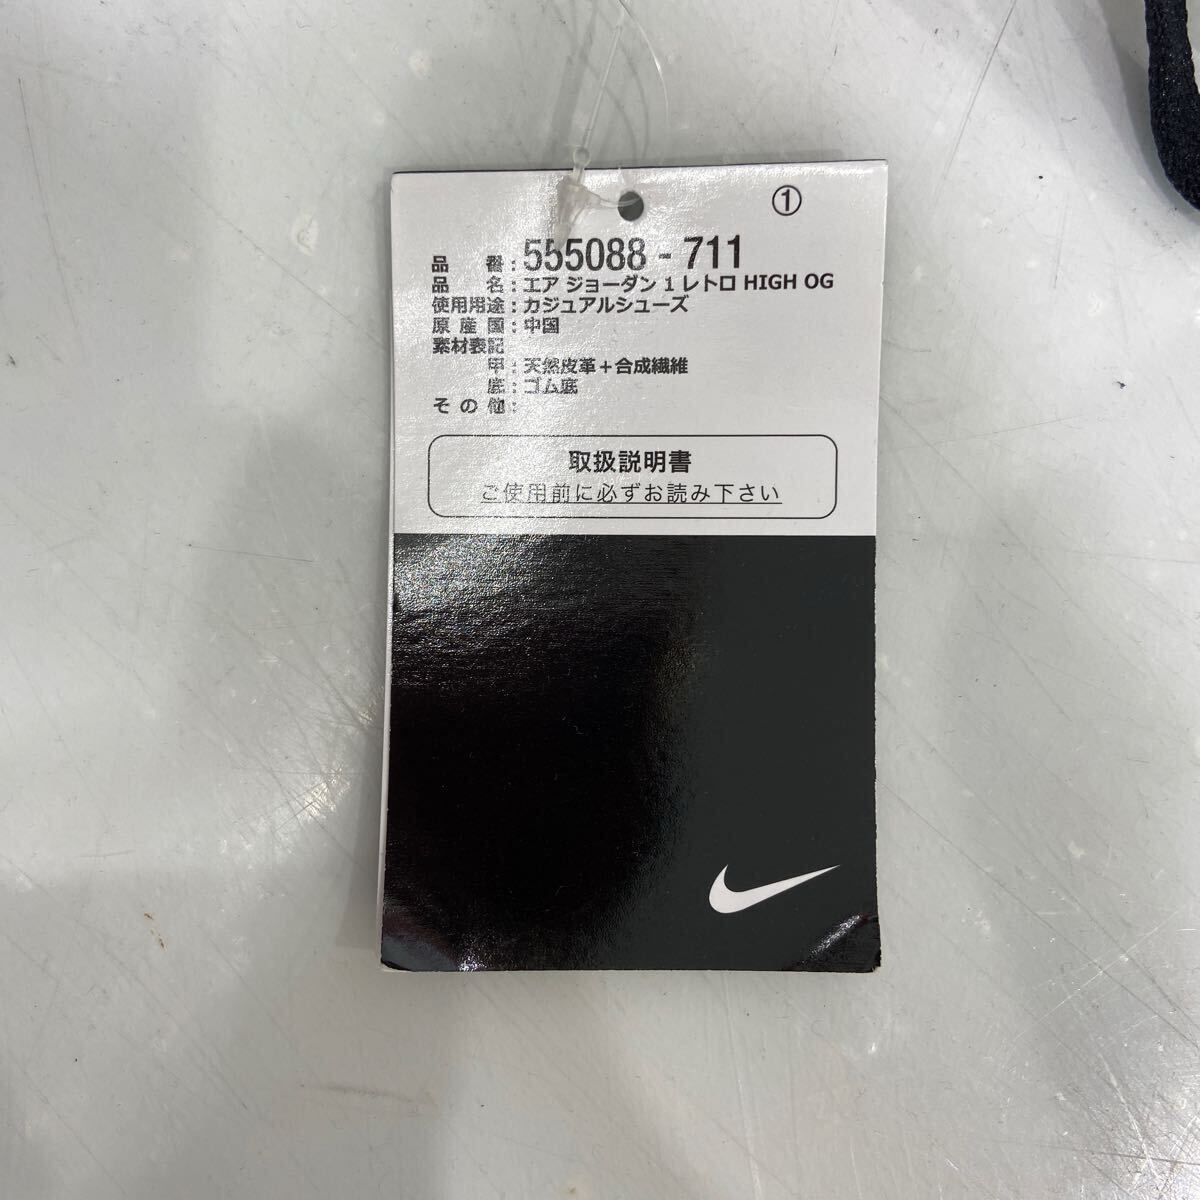 ①
品番：555088 - 711
品名：エア ジョーダン 1 レトロ HIGH OG
使用用途：カジュアルシューズ
原産国：中国
素材表記
甲：天然皮革＋合成繊維
底：ゴム底
その他：
取扱説明書
ご使用前に必ずお読み下さい